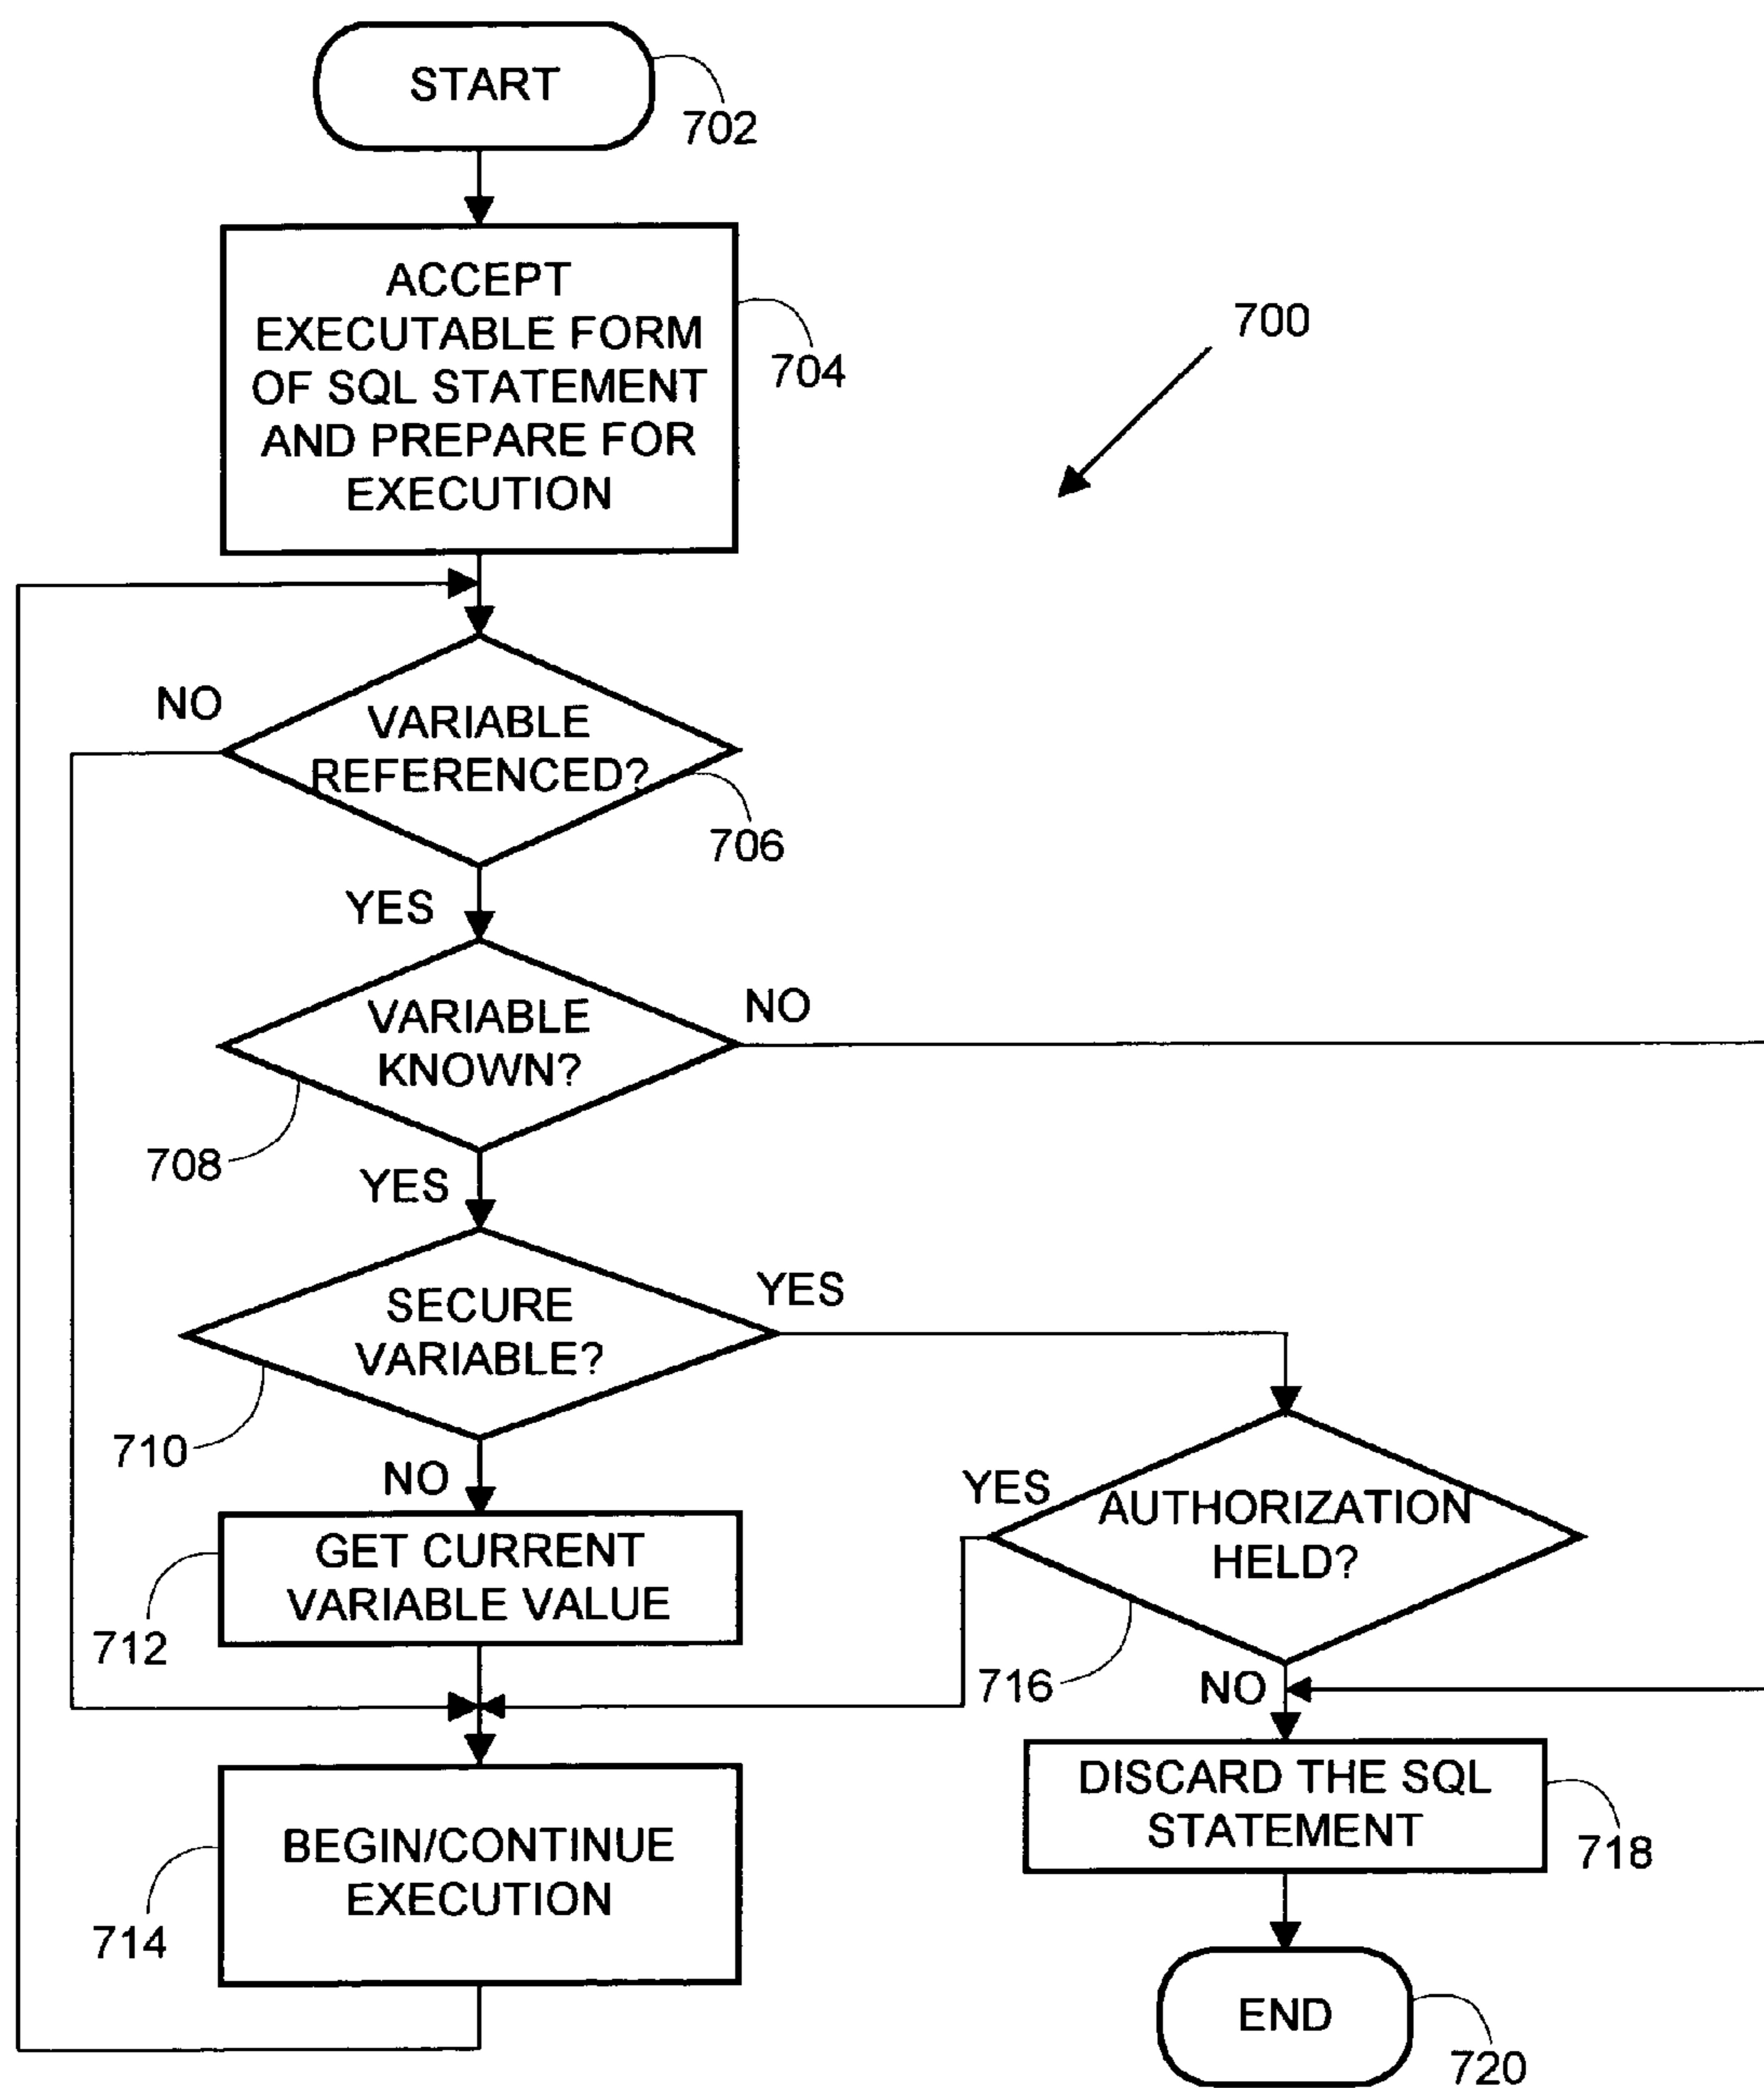 START
702
ACCEPT
EXECUTABLE FORM
OF SQL STATEMENT
AND PREPARE FOR
EXECUTION
704
700
NO
VARIABLE
REFERENCED?
706
YES
VARIABLE
KNOWN?
NO
708
YES
SECURE
VARIABLE?
YES
710
NO
GET CURRENT
VARIABLE VALUE
712
YES
AUTHORIZATION
HELD?
716
NO
BEGIN/CONTINUE
EXECUTION
714
DISCARD THE SQL
STATEMENT
718
END
720